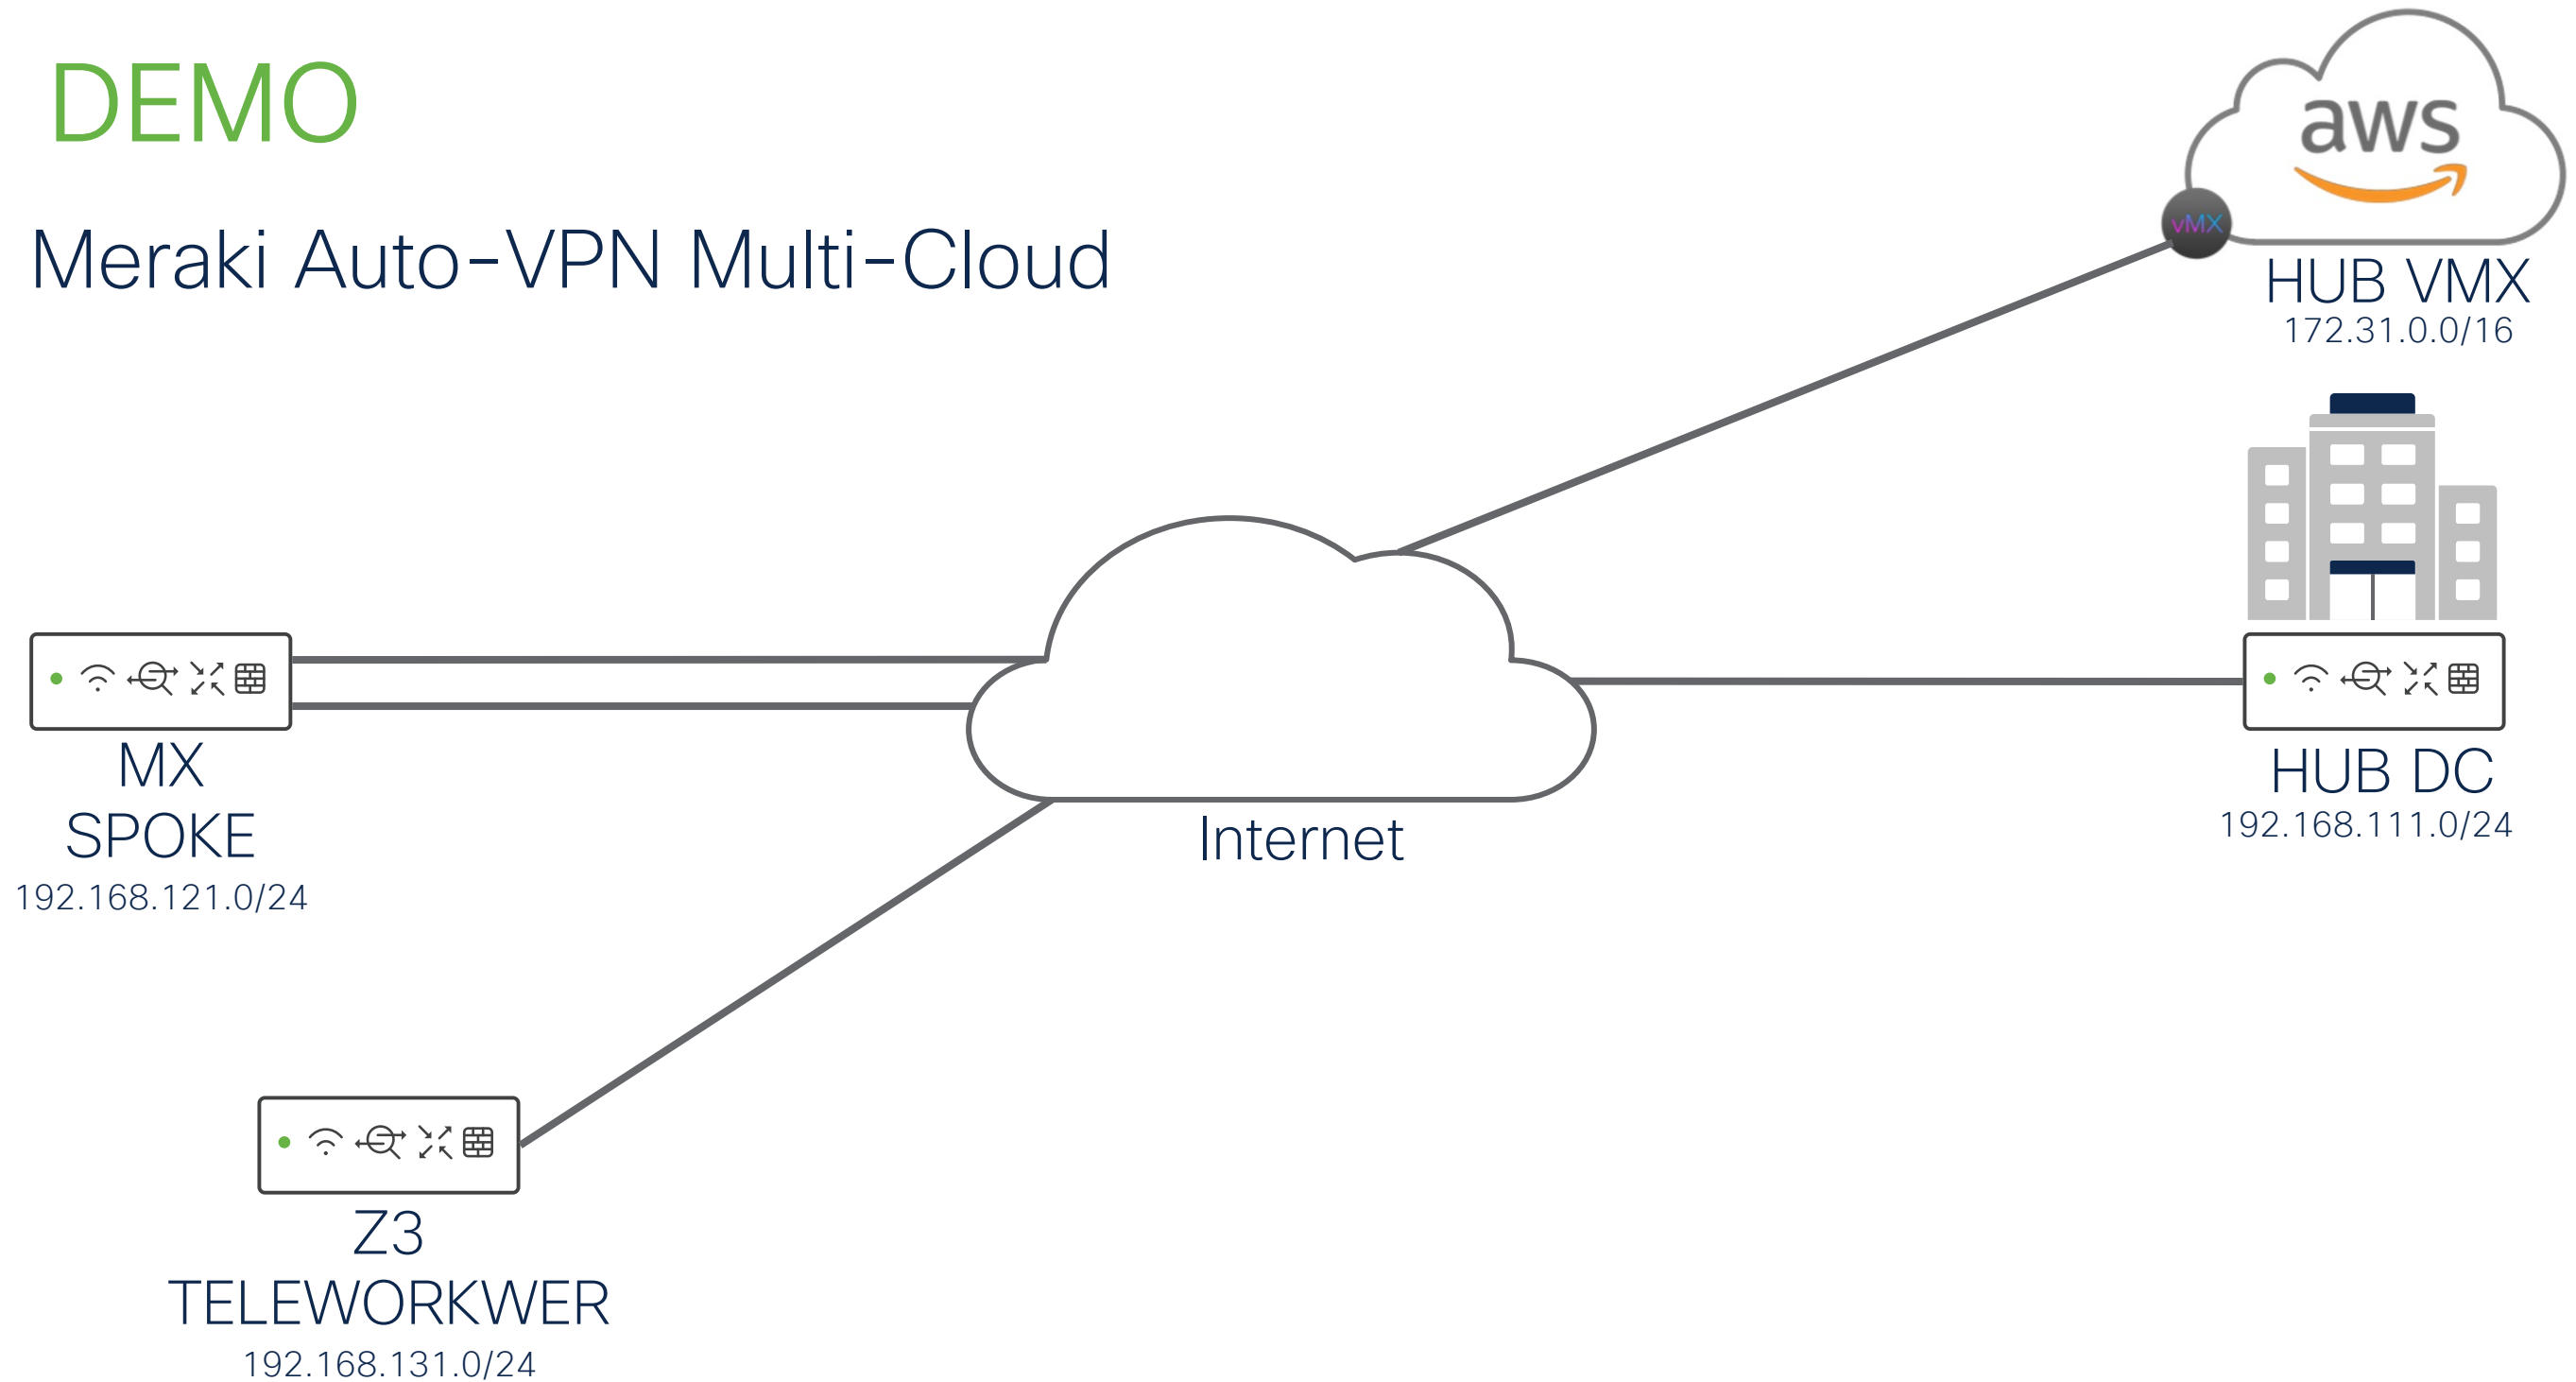 DEMO
Meraki Auto-VPN Multi-Cloud
aws
vMX
HUB VMX
172.31.0.0/16
MX
SPOKE
192.168.121.0/24
Internet
HUB DC
192.168.111.0/24
Z3
TELEWORKWER
192.168.131.0/24